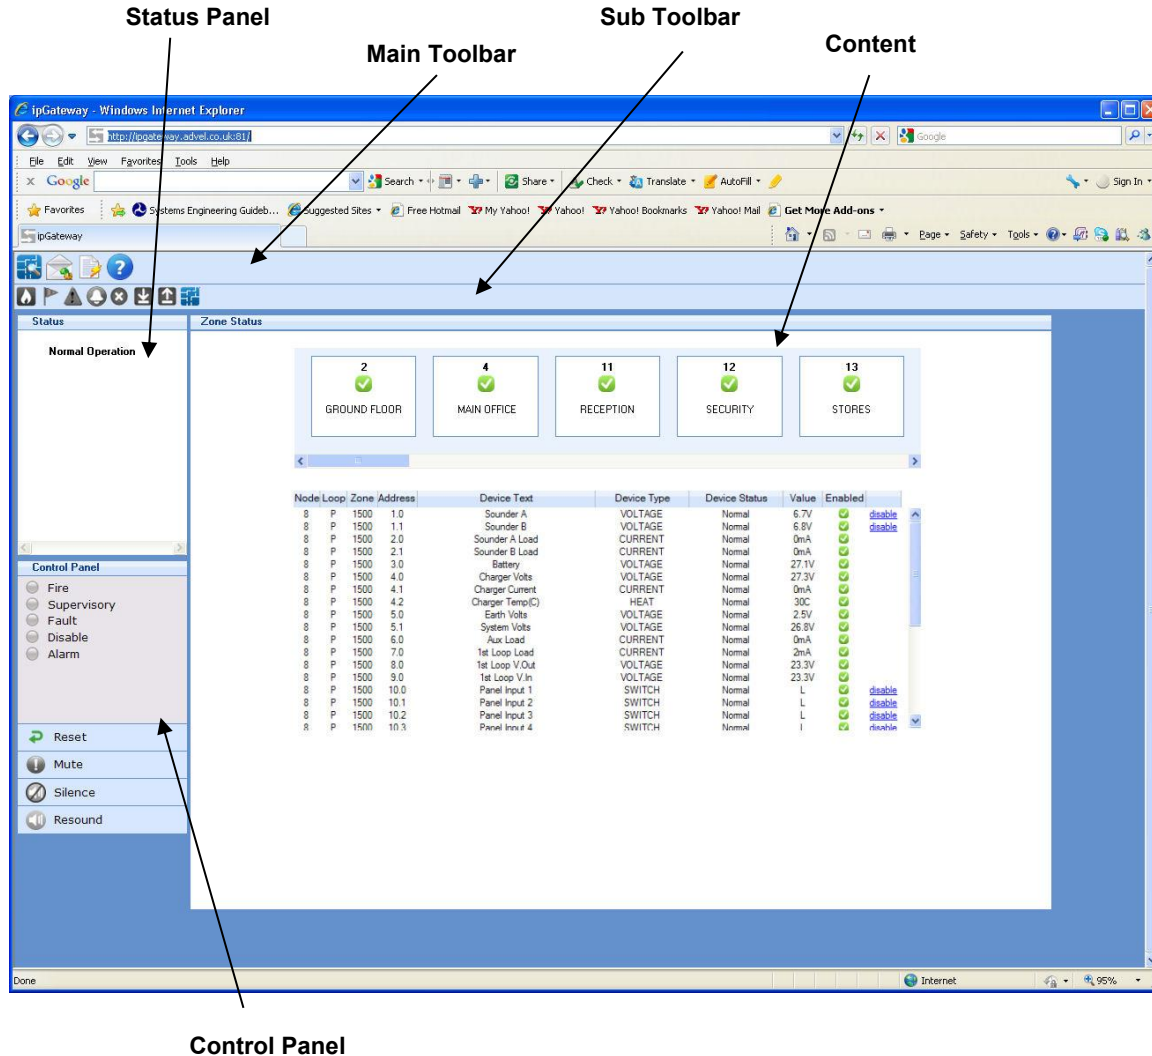 Status Panel
Sub Toolbar
Main Toolbar
Content
ipGateway - Windows Internet Explorer
http://ipgateway.advel.co.uk:81/
Google
File Edit View Favorites Tools Help
x Google Search Share Check Translate AutoFill Sign In
Favorites Systems Engineering Guideb... Suggested Sites Free Hotmail My Yahoo! Yahoo! Yahoo! Bookmarks Yahoo! Mail Get More Add-ons
ipGateway Page Safety Tools
Status
Normal Operation
Zone Status
2 4 11 12 13
GROUND FLOOR MAIN OFFICE RECEPTION SECURITY STORES
Node Loop Zone Address Device Text Device Type Device Status Value Enabled
8 P 1500 1.0 Sounder A VOLTAGE Normal 6.7V disable
8 P 1500 1.1 Sounder B VOLTAGE Normal 6.8V disable
8 P 1500 2.0 Sounder A Load CURRENT Normal 0mA
8 P 1500 2.1 Sounder B Load CURRENT Normal 0mA
8 P 1500 3.0 Battery VOLTAGE Normal 27.1V
8 P 1500 4.0 Charger Volts VOLTAGE Normal 27.3V
8 P 1500 4.1 Charger Current CURRENT Normal 0mA
8 P 1500 4.2 Charger Temp(C) HEAT Normal 30C
8 P 1500 5.0 Earth Volts VOLTAGE Normal 2.5V
8 P 1500 5.1 System Volts VOLTAGE Normal 26.8V
8 P 1500 6.0 Aux Load CURRENT Normal 0mA
8 P 1500 7.0 1st Loop Load CURRENT Normal 2mA
8 P 1500 8.0 1st Loop V.Out VOLTAGE Normal 23.3V
8 P 1500 9.0 1st Loop V.In VOLTAGE Normal 23.3V
8 P 1500 10.0 Panel Input 1 SWITCH Normal L disable
8 P 1500 10.1 Panel Input 2 SWITCH Normal L disable
8 P 1500 10.2 Panel Input 3 SWITCH Normal L disable
8 P 1500 10.3 Panel Input 4 SWITCH Normal L disable
Control Panel
Fire
Supervisory
Fault
Disable
Alarm
Reset
Mute
Silence
Resound
Done Internet 95%
Control Panel